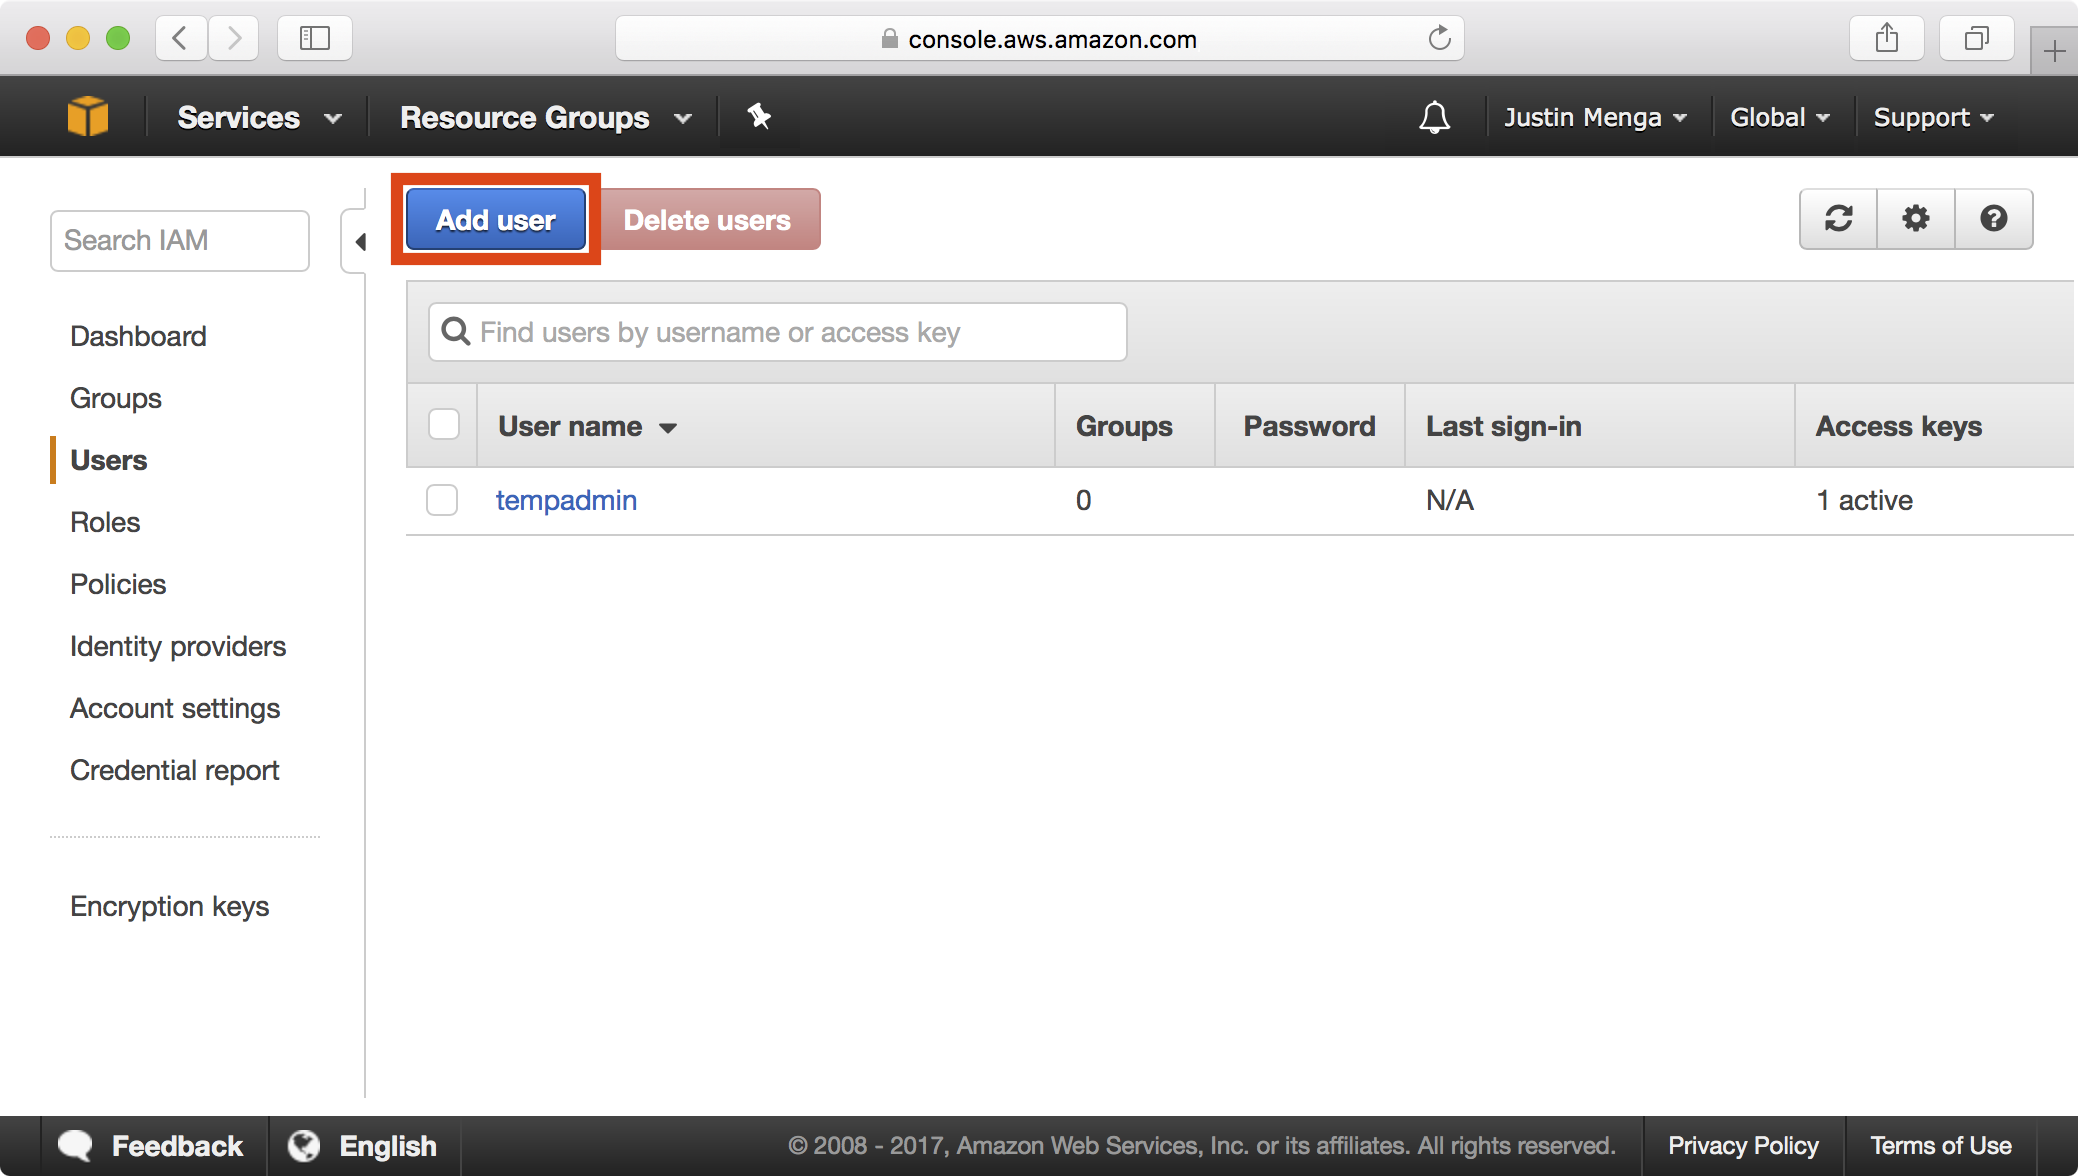 console.aws.amazon.com
Services Resource Groups Justin Menga Global Support
Search IAM
Add user Delete users
Find users by username or access key
User name Groups Password Last sign-in Access keys
tempadmin 0 N/A 1 active
Dashboard
Groups
Users
Roles
Policies
Identity providers
Account settings
Credential report
Encryption keys
Feedback English © 2008 - 2017, Amazon Web Services, Inc. or its affiliates. All rights reserved. Privacy Policy Terms of Use